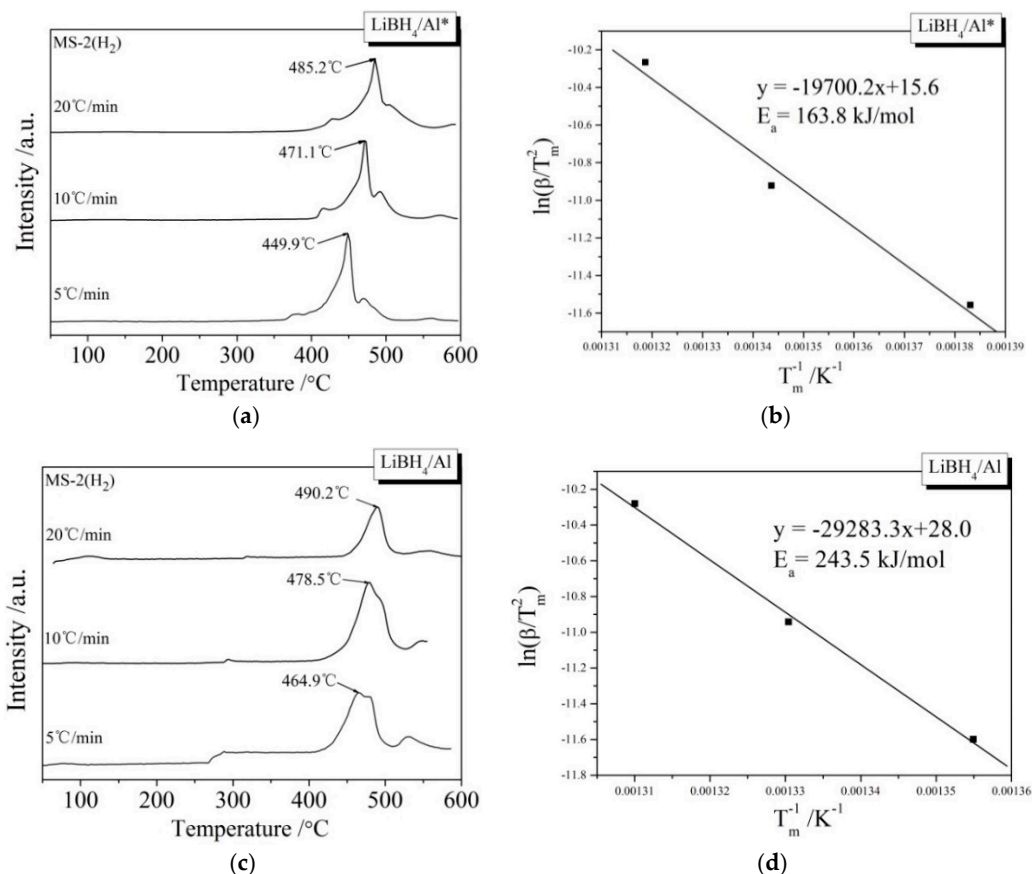 LiBH4/Al*
MS-2(H2)
485.2℃
20℃/min
471.1℃
10℃/min
449.9℃
5℃/min
Intensity /a.u.
100 200 300 400 500 600
Temperature /°C
(a)
LiBH4/Al*
y = -19700.2x+15.6
Ea = 163.8 kJ/mol
-10.2
-10.4
-10.6
-10.8
-11.0
-11.2
-11.4
-11.6
ln(β/Tm2)
0.00131 0.00132 0.00133 0.00134 0.00135 0.00136 0.00137 0.00138 0.00139
Tm-1 /K-1
(b)
LiBH4/Al
MS-2(H2)
490.2℃
20℃/min
478.5℃
10℃/min
464.9℃
5℃/min
Intensity /a.u.
100 200 300 400 500 600
Temperature /°C
(c)
LiBH4/Al
y = -29283.3x+28.0
Ea = 243.5 kJ/mol
-10.2
-10.4
-10.6
-10.8
-11.0
-11.2
-11.4
-11.6
-11.8
ln(β/Tm2)
0.00131 0.00132 0.00133 0.00134 0.00135 0.00136
Tm-1 /K-1
(d)